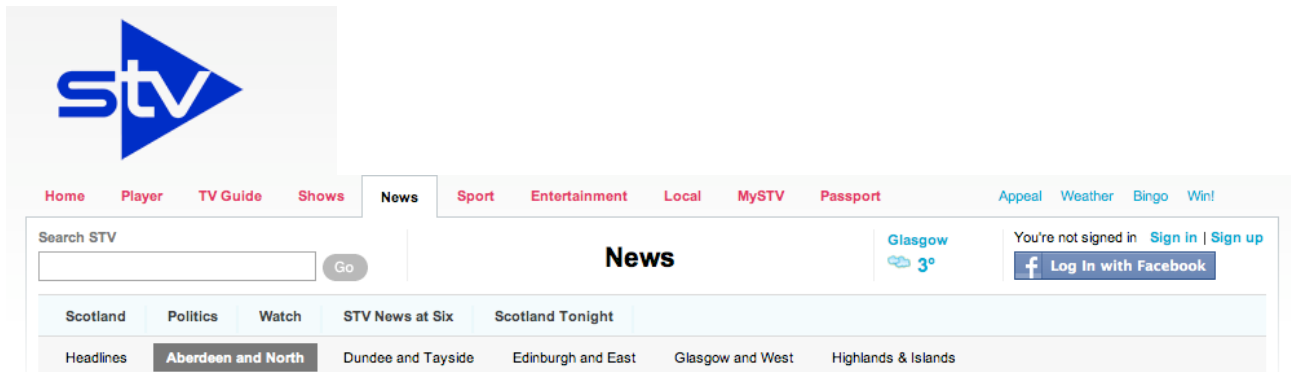 stv
Home Player TV Guide Shows News Sport Entertainment Local MySTV Passport Appeal Weather Bingo Win!
Search STV
Go
News
Glasgow
3°
You're not signed in Sign in | Sign up
f Log In with Facebook
Scotland Politics Watch STV News at Six Scotland Tonight
Headlines Aberdeen and North Dundee and Tayside Edinburgh and East Glasgow and West Highlands & Islands